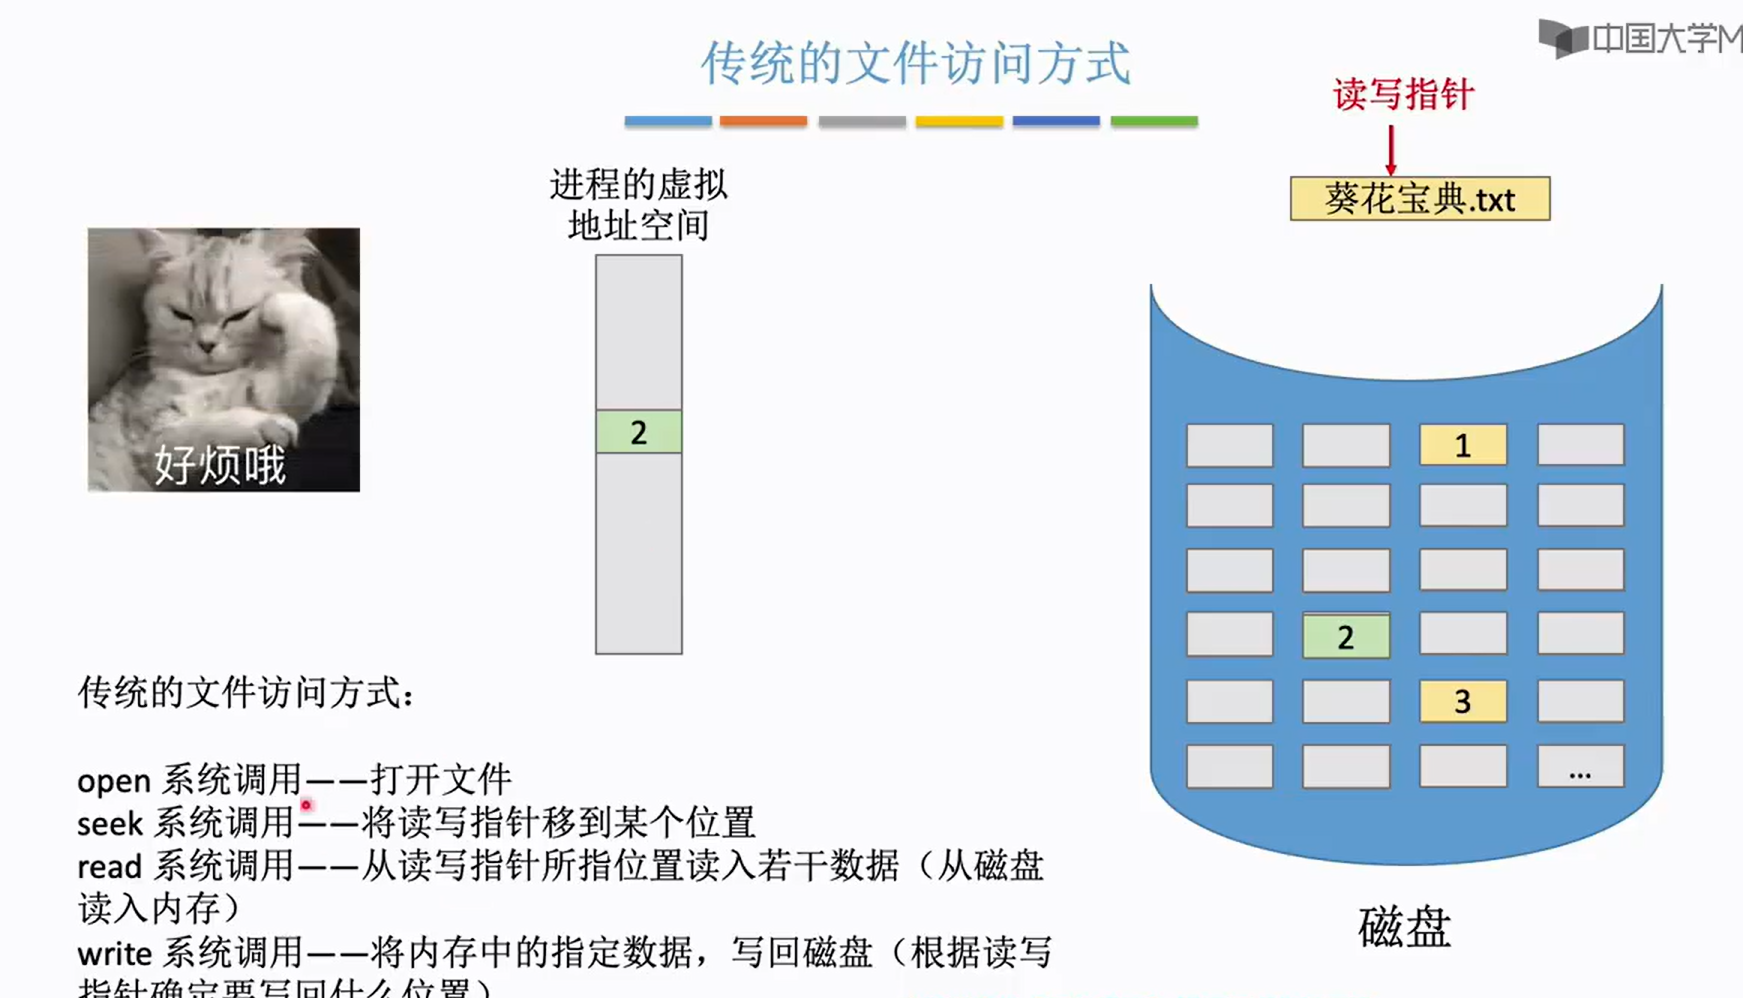 中国大学M
传统的文件访问方式
读写指针
葵花宝典.txt
进程的虚拟
地址空间
2
好烦哦
1
2
3
...
磁盘
传统的文件访问方式：
open 系统调用——打开文件
seek 系统调用——将读写指针移到某个位置
read 系统调用——从读写指针所指位置读入若干数据（从磁盘
读入内存）
write 系统调用——将内存中的指定数据，写回磁盘（根据读写
指针确定要写回什么位置）